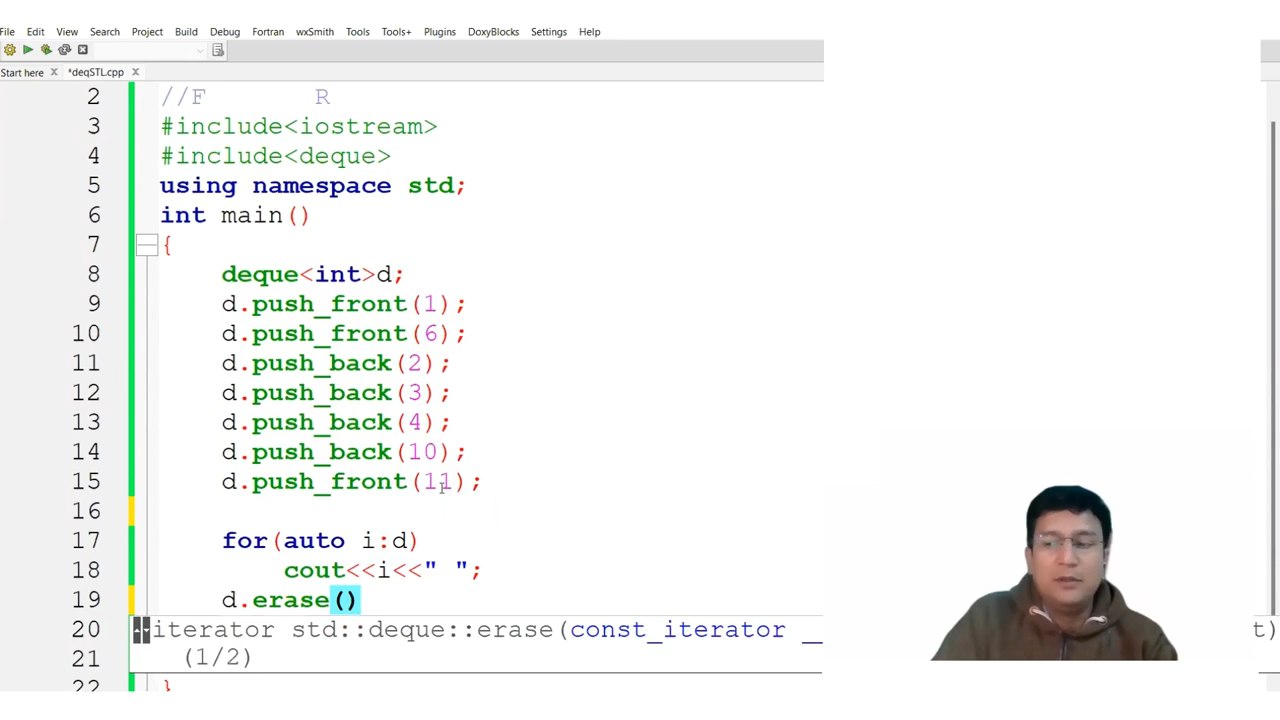 File Edit View Search Project Build Debug Fortran wxSmith Tools Tools+ Plugins DoxyBlocks Settings Help
Start here *deqSTL.cpp
2 //F R
3 #include<iostream>
4 #include<deque>
5 using namespace std;
6 int main()
7 {
8 deque<int>d;
9 d.push_front(1);
10 d.push_front(6);
11 d.push_back(2);
12 d.push_back(3);
13 d.push_back(4);
14 d.push_back(10);
15 d.push_front(11);
16
17 for(auto i:d)
18 cout<<i<<" ";
19 d.erase()
20 iterator std::deque::erase(const_iterator __ t)
21 (1/2)
22 }